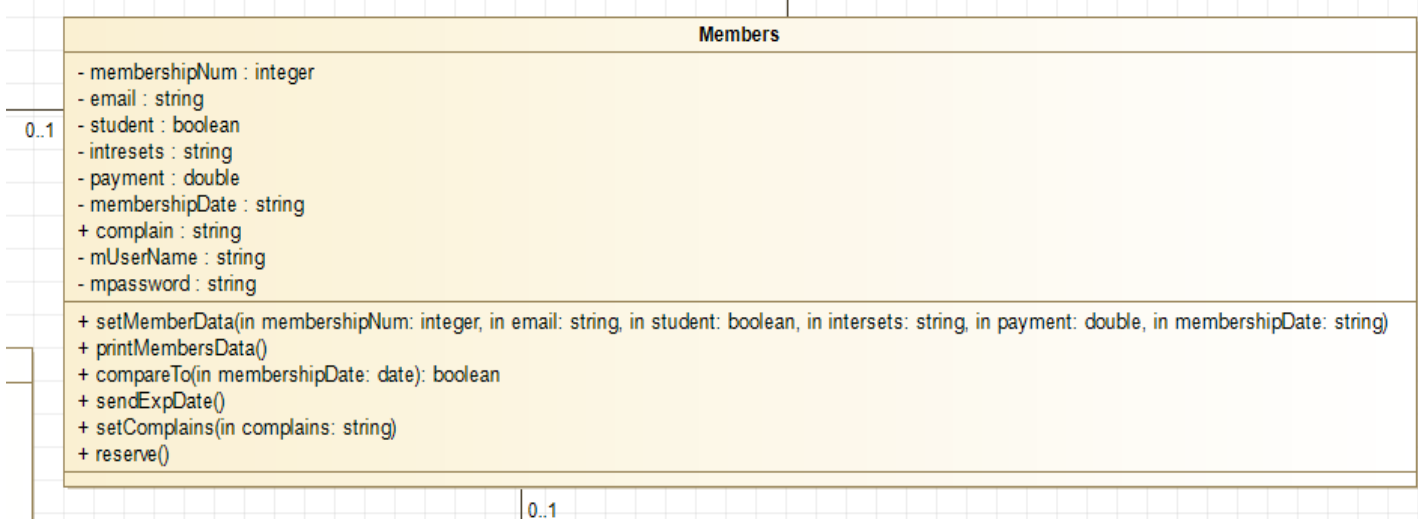 Members
- membershipNum : integer
- email : string
0..1
- student : boolean
- intresets : string
- payment : double
- membershipDate : string
+ complain : string
- mUserName : string
- mpassword : string
+ setMemberData(in membershipNum: integer, in email: string, in student: boolean, in intersets: string, in payment: double, in membershipDate: string)
+ printMembersData()
+ compareTo(in membershipDate: date): boolean
+ sendExpDate()
+ setComplains(in complains: string)
+ reserve()
0..1